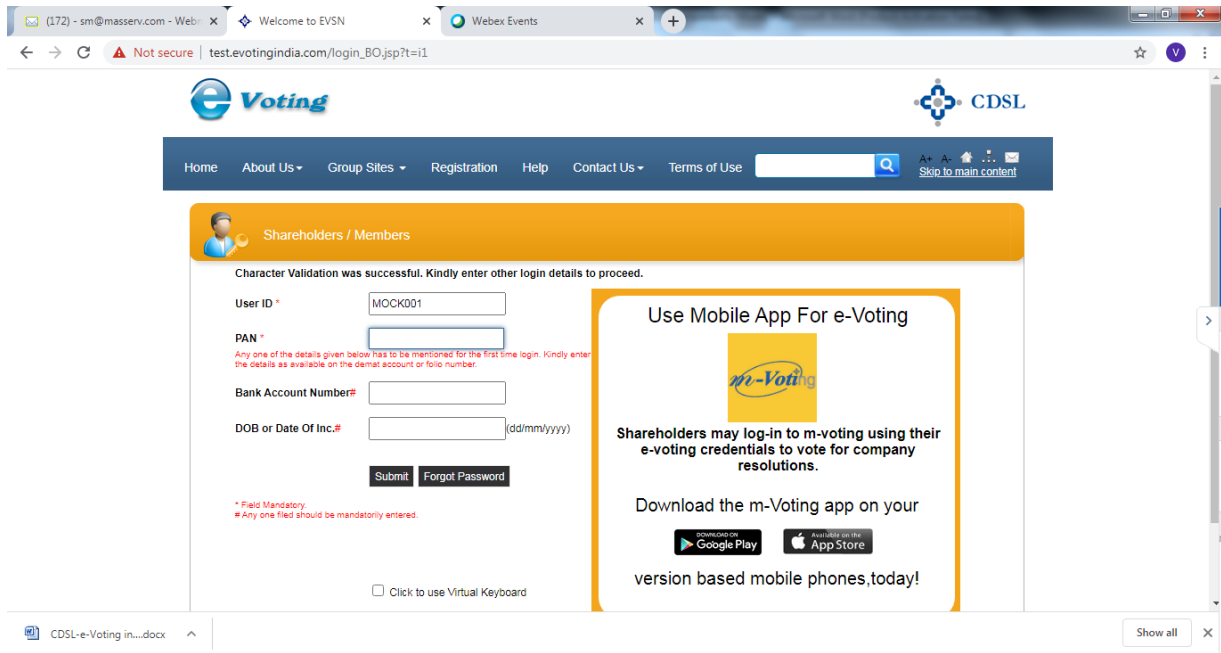 (172) - sm@masserv.com - Webm
Welcome to EVSN
Webex Events
Not secure | test.evotingindia.com/login_BO.jsp?t=i1
V
e Voting
CDSL
Home About Us Group Sites Registration Help Contact Us Terms of Use
A+ A-
Skip to main content
Shareholders / Members
Character Validation was successful. Kindly enter other login details to proceed.
User ID * MOCK001
PAN *
Any one of the details given below has to be mentioned for the first time login. Kindly enter
the details as available on the demat account or folio number.
Bank Account Number#
DOB or Date Of Inc.# (dd/mm/yyyy)
Submit Forgot Password
* Field Mandatory.
# Any one filed should be mandatorily entered.
Click to use Virtual Keyboard
Use Mobile App For e-Voting
m-Voting
Shareholders may log-in to m-voting using their
e-voting credentials to vote for company
resolutions.
Download the m-Voting app on your
DOWNLOAD ON
Google Play
Available on the
App Store
version based mobile phones,today!
CDSL-e-Voting in....docx
Show all